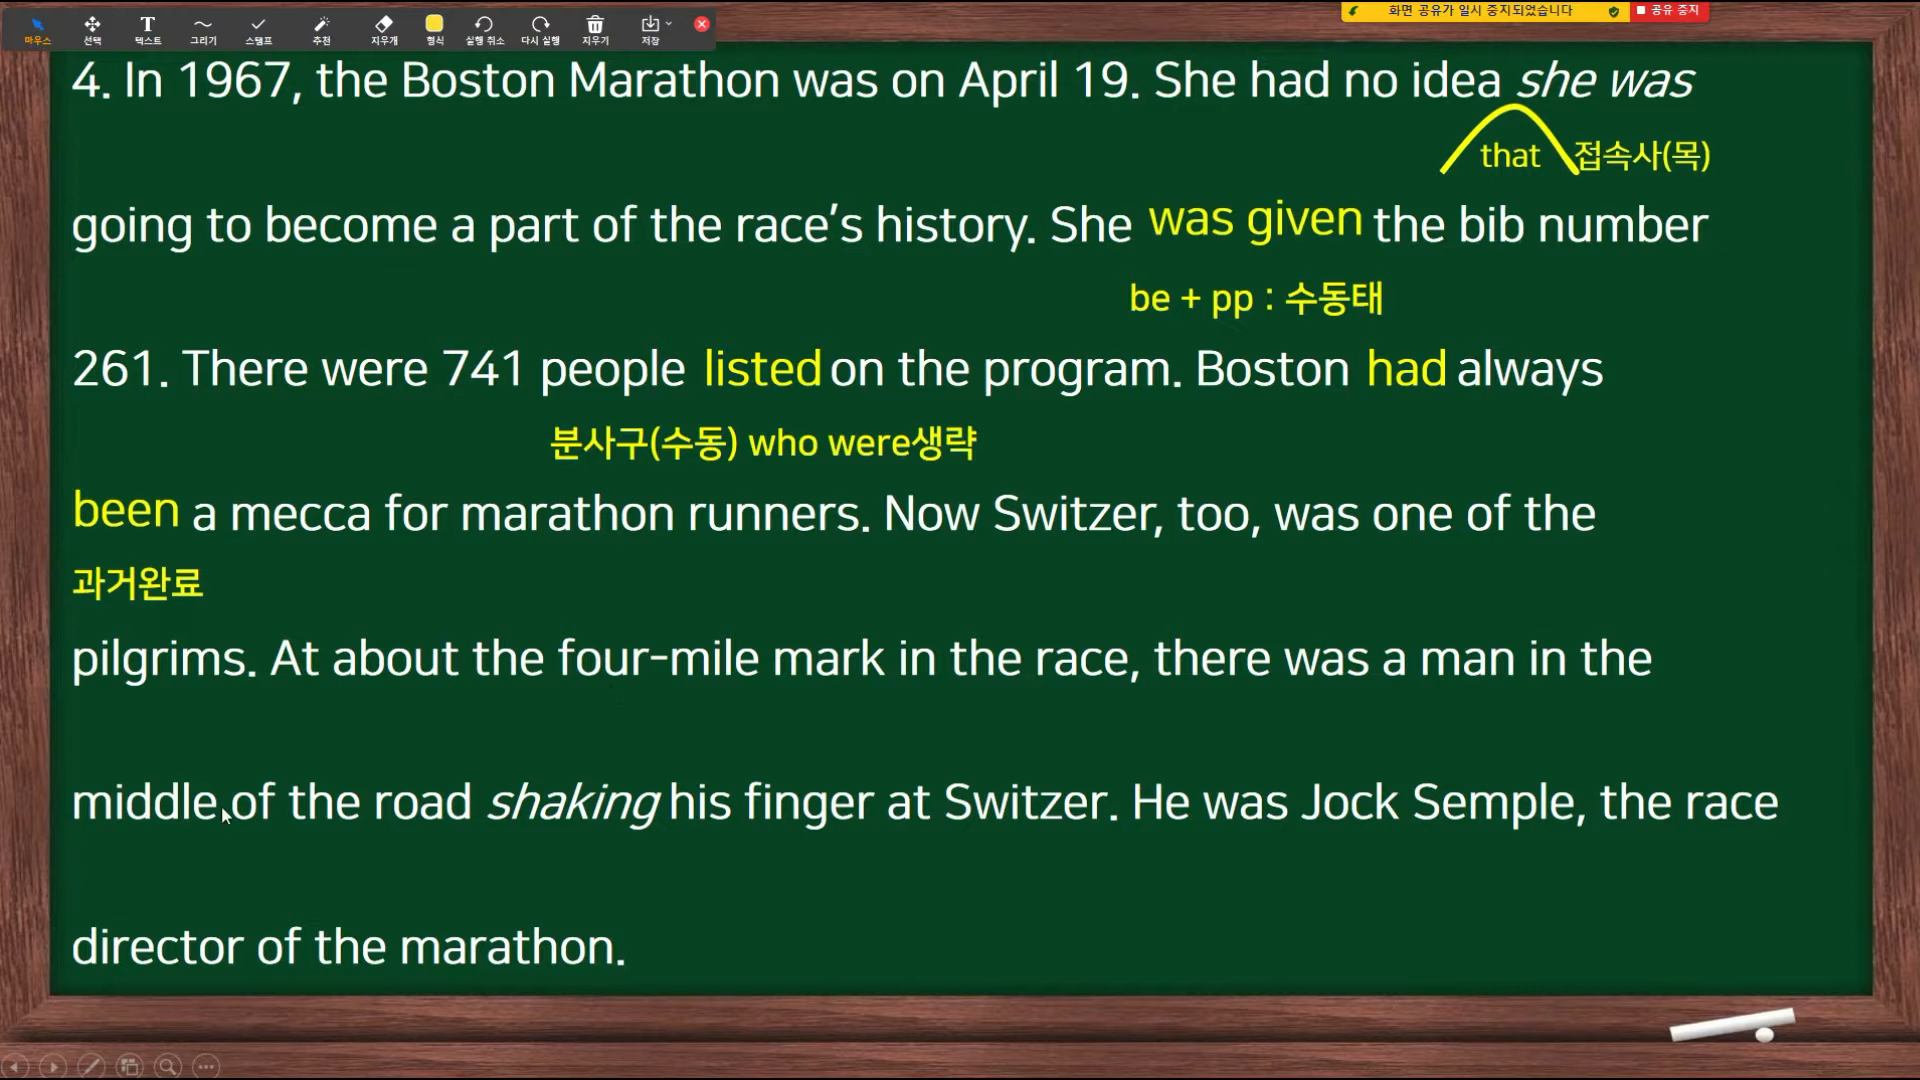 마우스 선택 텍스트 그리기 스탬프 추천 지우개 형식 실행 취소 다시 실행 지우기 저장
화면 공유가 일시 중지되었습니다 공유 중지
4. In 1967, the Boston Marathon was on April 19. She had no idea she was
that 접속사(목)
going to become a part of the race's history. She was given the bib number
be + pp : 수동태
261. There were 741 people listed on the program. Boston had always
분사구(수동) who were생략
been a mecca for marathon runners. Now Switzer, too, was one of the
과거완료
pilgrims. At about the four-mile mark in the race, there was a man in the
middle of the road shaking his finger at Switzer. He was Jock Semple, the race
director of the marathon.